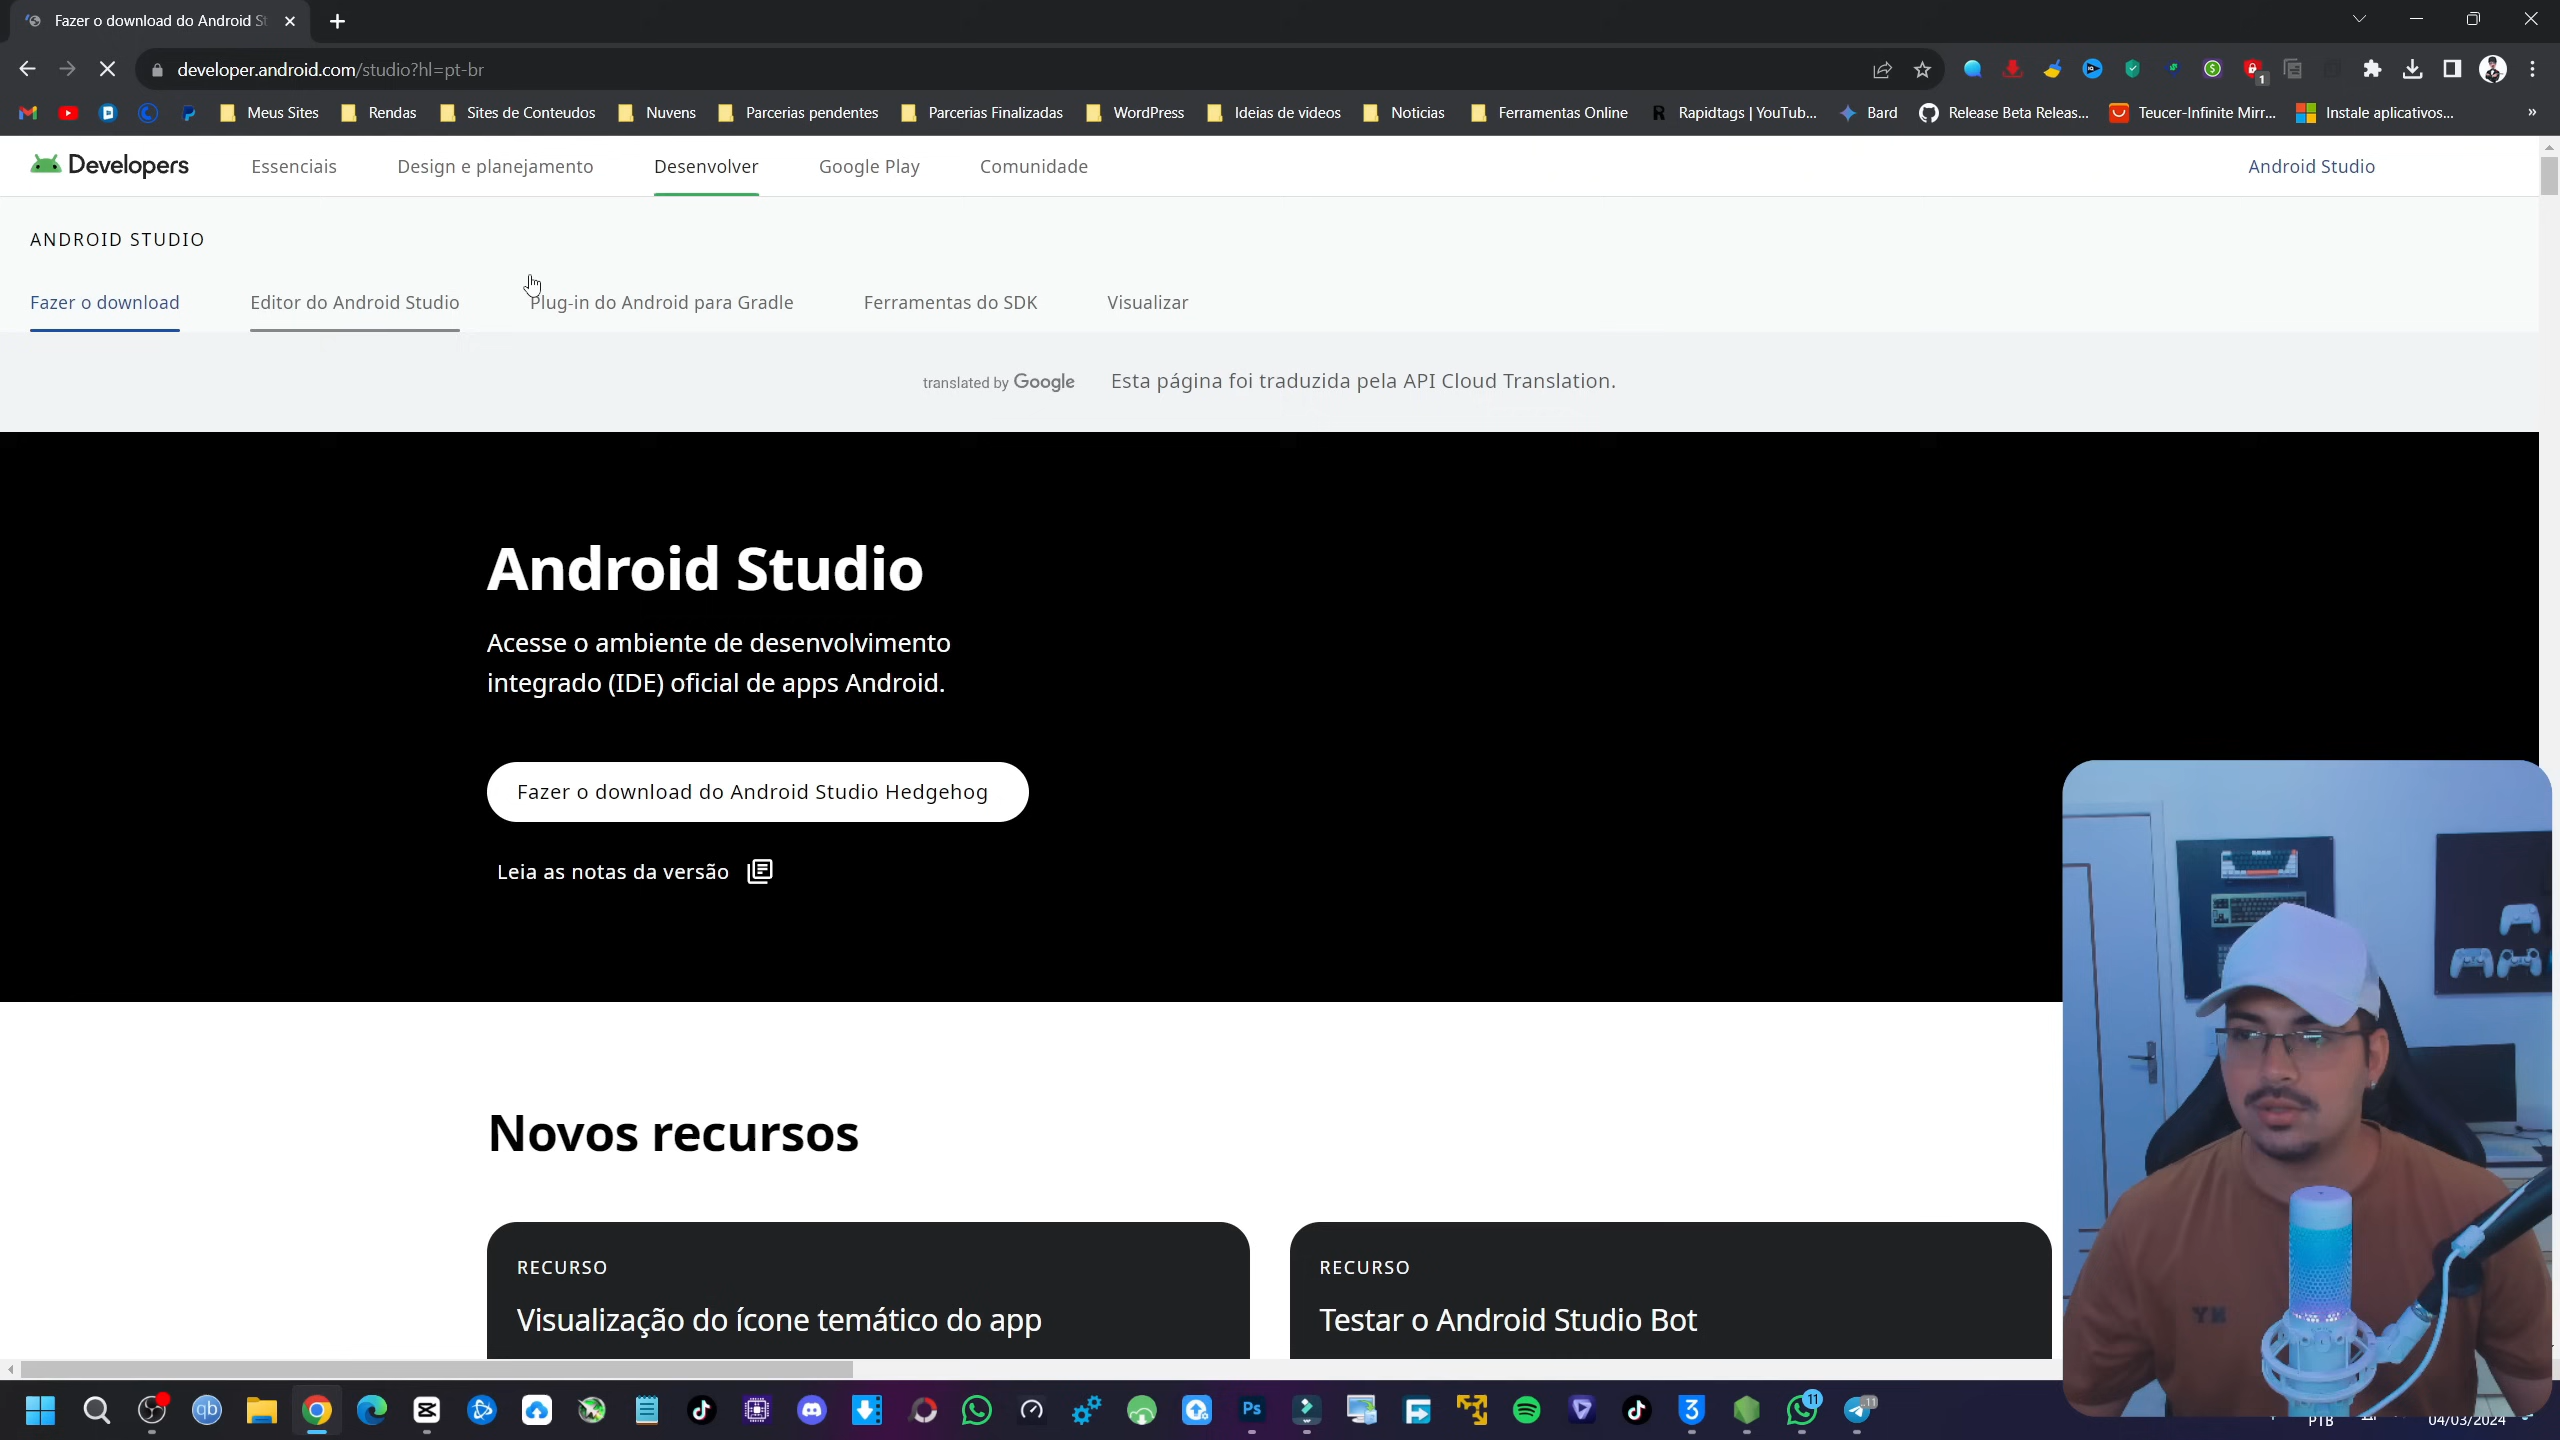 Fazer o download do Android St
developer.android.com/studio?hl=pt-br
Meus Sites
Rendas
Sites de Conteudos
Nuvens
Parcerias pendentes
Parcerias Finalizadas
WordPress
Ideias de videos
Noticias
Ferramentas Online
Rapidtags | YouTub...
Bard
Release Beta Releas...
Teucer-Infinite Mirr...
Instale aplicativos...
Developers
Essenciais
Design e planejamento
Desenvolver
Google Play
Comunidade
Android Studio
ANDROID STUDIO
Fazer o download
Editor do Android Studio
Plug-in do Android para Gradle
Ferramentas do SDK
Visualizar
translated by Google
Esta página foi traduzida pela API Cloud Translation.
Android Studio
Acesse o ambiente de desenvolvimento
integrado (IDE) oficial de apps Android.
Fazer o download do Android Studio Hedgehog
Leia as notas da versão
Novos recursos
RECURSO
Visualização do ícone temático do app
RECURSO
Testar o Android Studio Bot
qb
Ps
3
11
11
PTB
04/03/2024